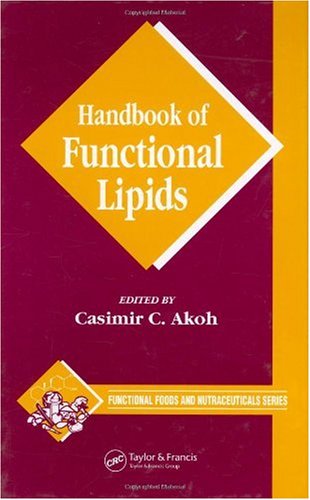 Handbook of
Functional
Lipids
EDITED BY
Casimir C. Akoh
FUNCTIONAL FOODS AND NUTRACEUTICALS SERIES
CRC
Taylor & Francis
Taylor & Francis Group